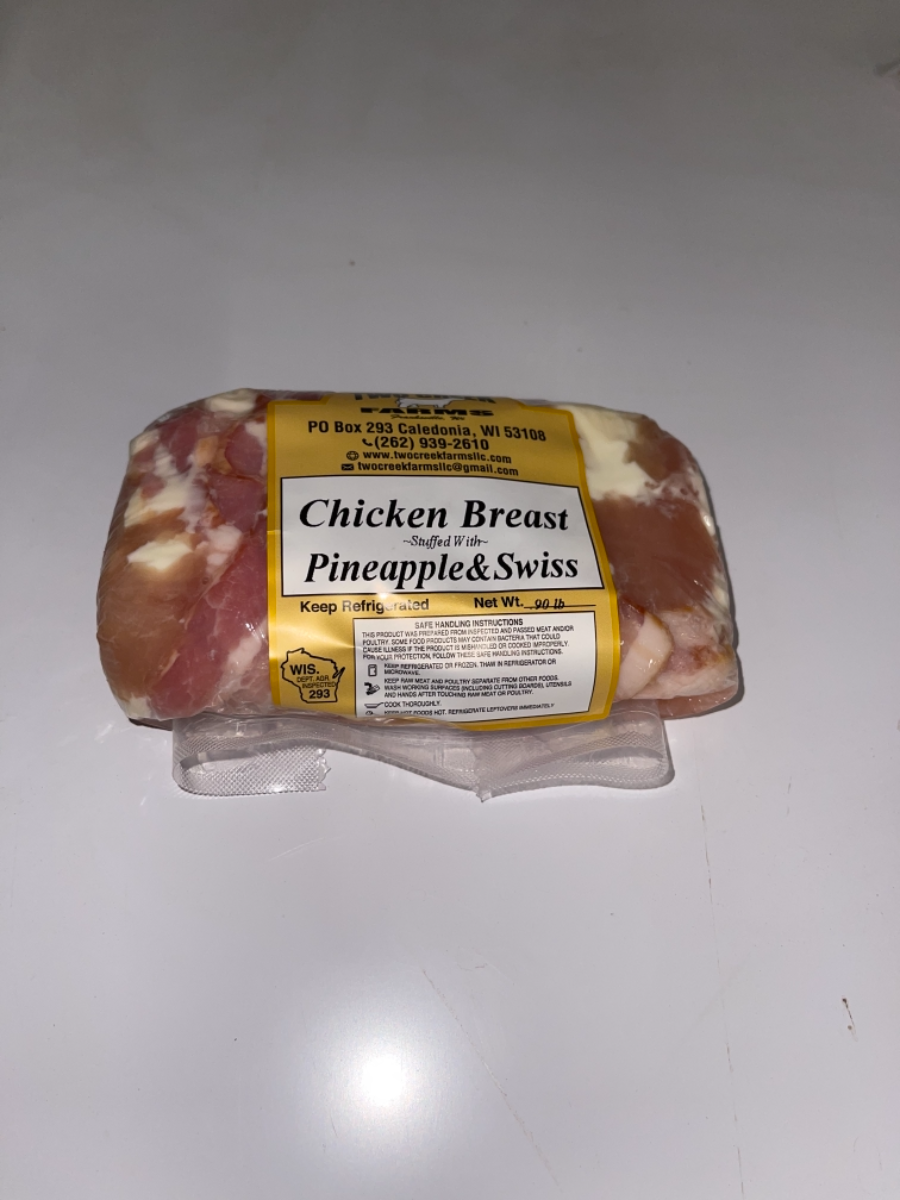 FARMS
PO Box 293 Caledonia, WI 53108
(262) 939-2610
www.twocreekfarmsllc.com
twocreekfarmsllc@gmail.com
Chicken Breast
~Stuffed With~
Pineapple&Swiss
Keep Refrigerated Net Wt. .90 lb
SAFE HANDLING INSTRUCTIONS
THIS PRODUCT WAS PREPARED FROM INSPECTED AND PASSED MEAT AND/OR
POULTRY. SOME FOOD PRODUCTS MAY CONTAIN BACTERIA THAT COULD
CAUSE ILLNESS IF THE PRODUCT IS MISHANDLED OR COOKED IMPROPERLY.
FOR YOUR PROTECTION, FOLLOW THESE SAFE HANDLING INSTRUCTIONS.
KEEP REFRIGERATED OR FROZEN. THAW IN REFRIGERATOR OR
MICROWAVE.
KEEP RAW MEAT AND POULTRY SEPARATE FROM OTHER FOODS.
WASH WORKING SURFACES (INCLUDING CUTTING BOARDS), UTENSILS
AND HANDS AFTER TOUCHING RAW MEAT OR POULTRY.
COOK THOROUGHLY.
KEEP HOT FOODS HOT. REFRIGERATE LEFTOVERS IMMEDIATELY
WIS.
DEPT. AGR.
INSPECTED
293